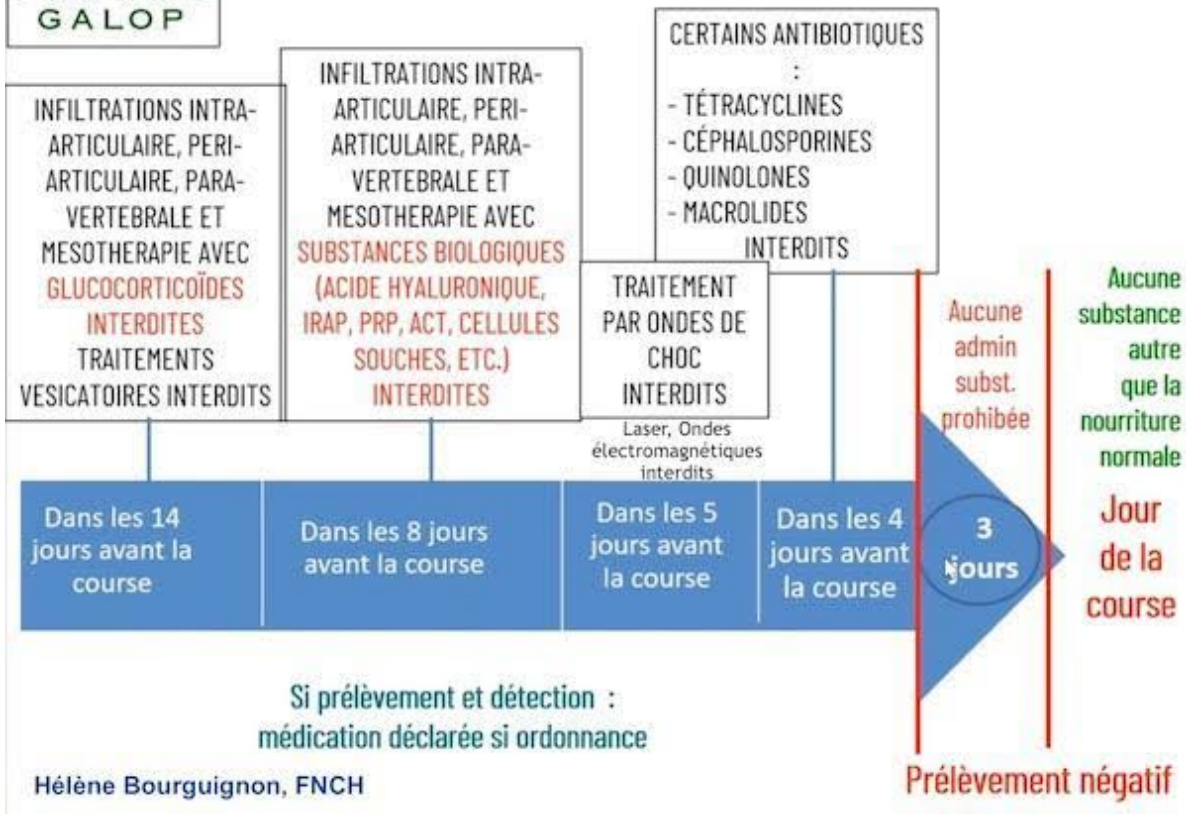 GALOP
INFILTRATIONS INTRA-
ARTICULAIRE, PERI-
ARTICULAIRE, PARA-
VERTEBRALE ET
MESOTHERAPIE AVEC
GLUCOCORTICOÏDES
INTERDITES
TRAITEMENTS
VESICATOIRES INTERDITS
INFILTRATIONS INTRA-
ARTICULAIRE, PERI-
ARTICULAIRE, PARA-
VERTEBRALE ET
MESOTHERAPIE AVEC
SUBSTANCES BIOLOGIQUES
(ACIDE HYALURONIQUE,
IRAP, PRP, ACT, CELLULES
SOUCHES, ETC.)
INTERDITES
TRAITEMENT
PAR ONDES DE
CHOC
INTERDITS
Laser, Ondes
électromagnétiques
interdits
CERTAINS ANTIBIOTIQUES
:
- TÉTRACYCLINES
- CÉPHALOSPORINES
- QUINOLONES
- MACROLIDES
INTERDITS
Aucune
admin
subst.
prohibée
Aucune
substance
autre
que la
nourriture
normale
Dans les 14
jours avant la
course
Dans les 8 jours
avant la course
Dans les 5
jours avant
la course
Dans les 4
jours avant
la course
3
jours
Jour
de la
course
Si prélèvement et détection :
médication déclarée si ordonnance
Hélène Bourguignon, FNCH
Prélèvement négatif